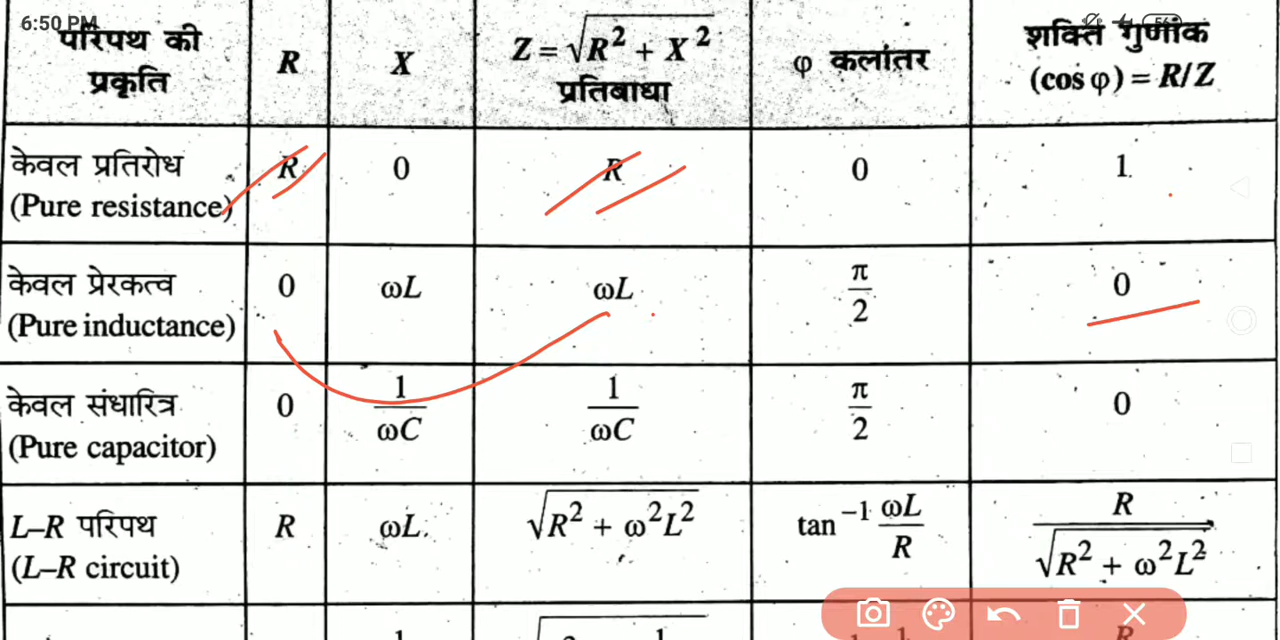 6:50 PM
56
परिपथ की
प्रकृति
R
X
Z = √R² + X²
प्रतिबाधा
φ कलांतर
शक्ति गुणांक
(cos φ) = R/Z
केवल प्रतिरोध
(Pure resistance)
R
0
R
0
1
केवल प्रेरकत्व
(Pure inductance)
0
ωL
ωL
π/2
0
केवल संधारित्र
(Pure capacitor)
0
1/ωC
1/ωC
π/2
0
L–R परिपथ
(L–R circuit)
R
ωL
√R² + ω²L²
tan⁻¹ ωL/R
R/√R² + ω²L²